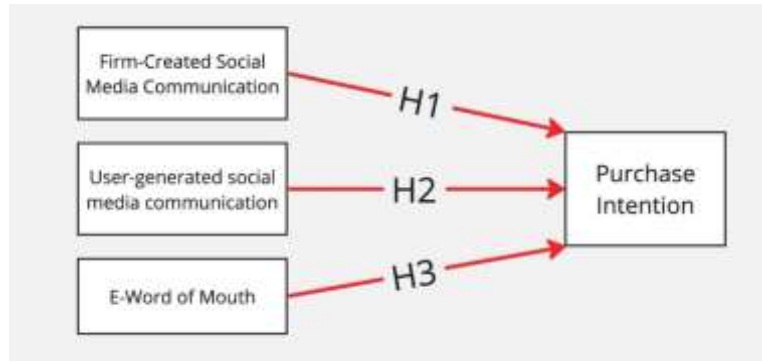 Firm-Created Social
Media Communication
H1
User-generated social
media communication
H2
Purchase
Intention
E-Word of Mouth
H3